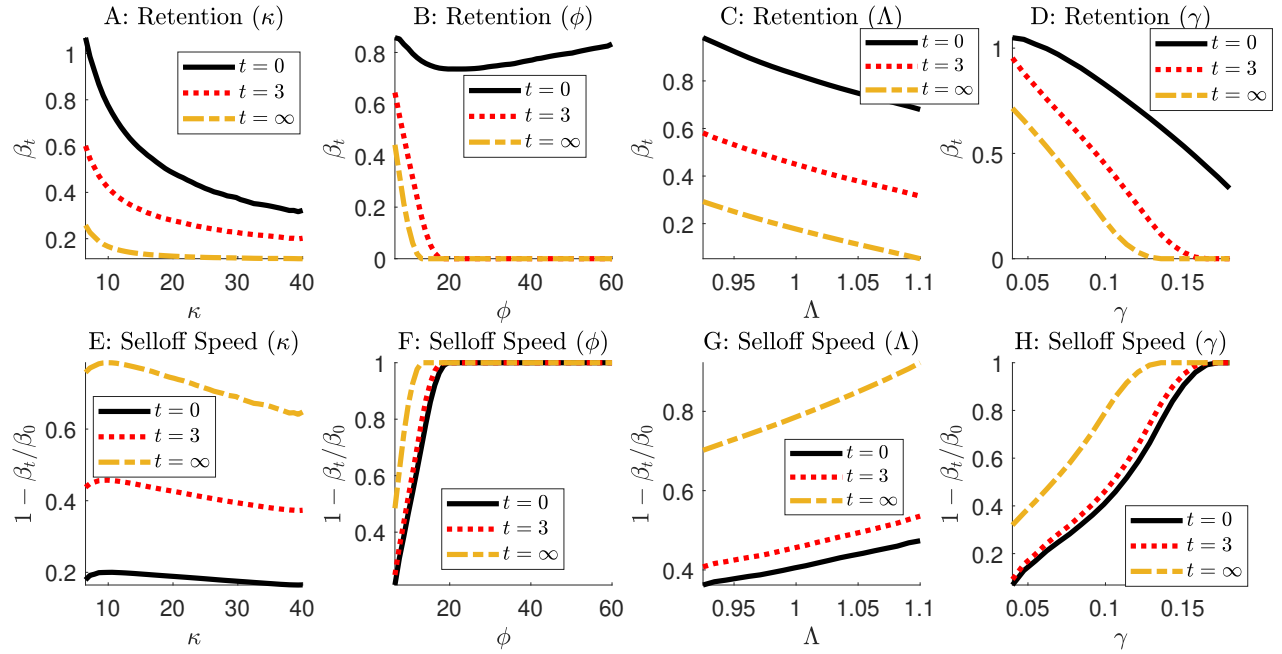 A: Retention (κ)
1
0.8
0.6
0.4
0.2
β_t
t = 0
t = 3
t = ∞
10 20 30 40
κ
B: Retention (φ)
0.8
0.6
0.4
0.2
0
β_t
t = 0
t = 3
t = ∞
20 40 60
φ
C: Retention (Λ)
0.8
0.6
0.4
0.2
β_t
t = 0
t = 3
t = ∞
0.95 1 1.05 1.1
Λ
D: Retention (γ)
1
0.5
0
β_t
t = 0
t = 3
t = ∞
0.05 0.1 0.15
γ
E: Selloff Speed (κ)
0.6
0.4
0.2
1 − β_t/β_0
t = 0
t = 3
t = ∞
10 20 30 40
κ
F: Selloff Speed (φ)
1
0.8
0.6
0.4
1 − β_t/β_0
t = 0
t = 3
t = ∞
20 40 60
φ
G: Selloff Speed (Λ)
0.8
0.6
0.4
1 − β_t/β_0
t = 0
t = 3
t = ∞
0.95 1 1.05 1.1
Λ
H: Selloff Speed (γ)
1
0.8
0.6
0.4
0.2
1 − β_t/β_0
t = 0
t = 3
t = ∞
0.05 0.1 0.15
γ